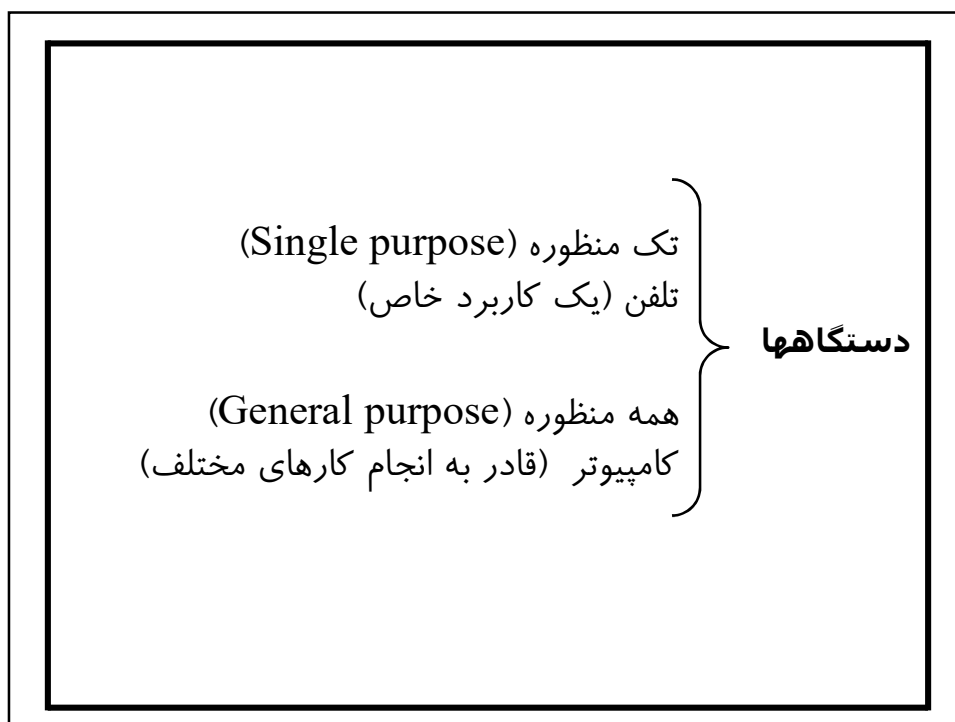 دستگاهها
تک منظوره (Single purpose)
تلفن (یک کاربرد خاص)
همه منظوره (General purpose)
کامپیوتر (قادر به انجام کارهای مختلف)